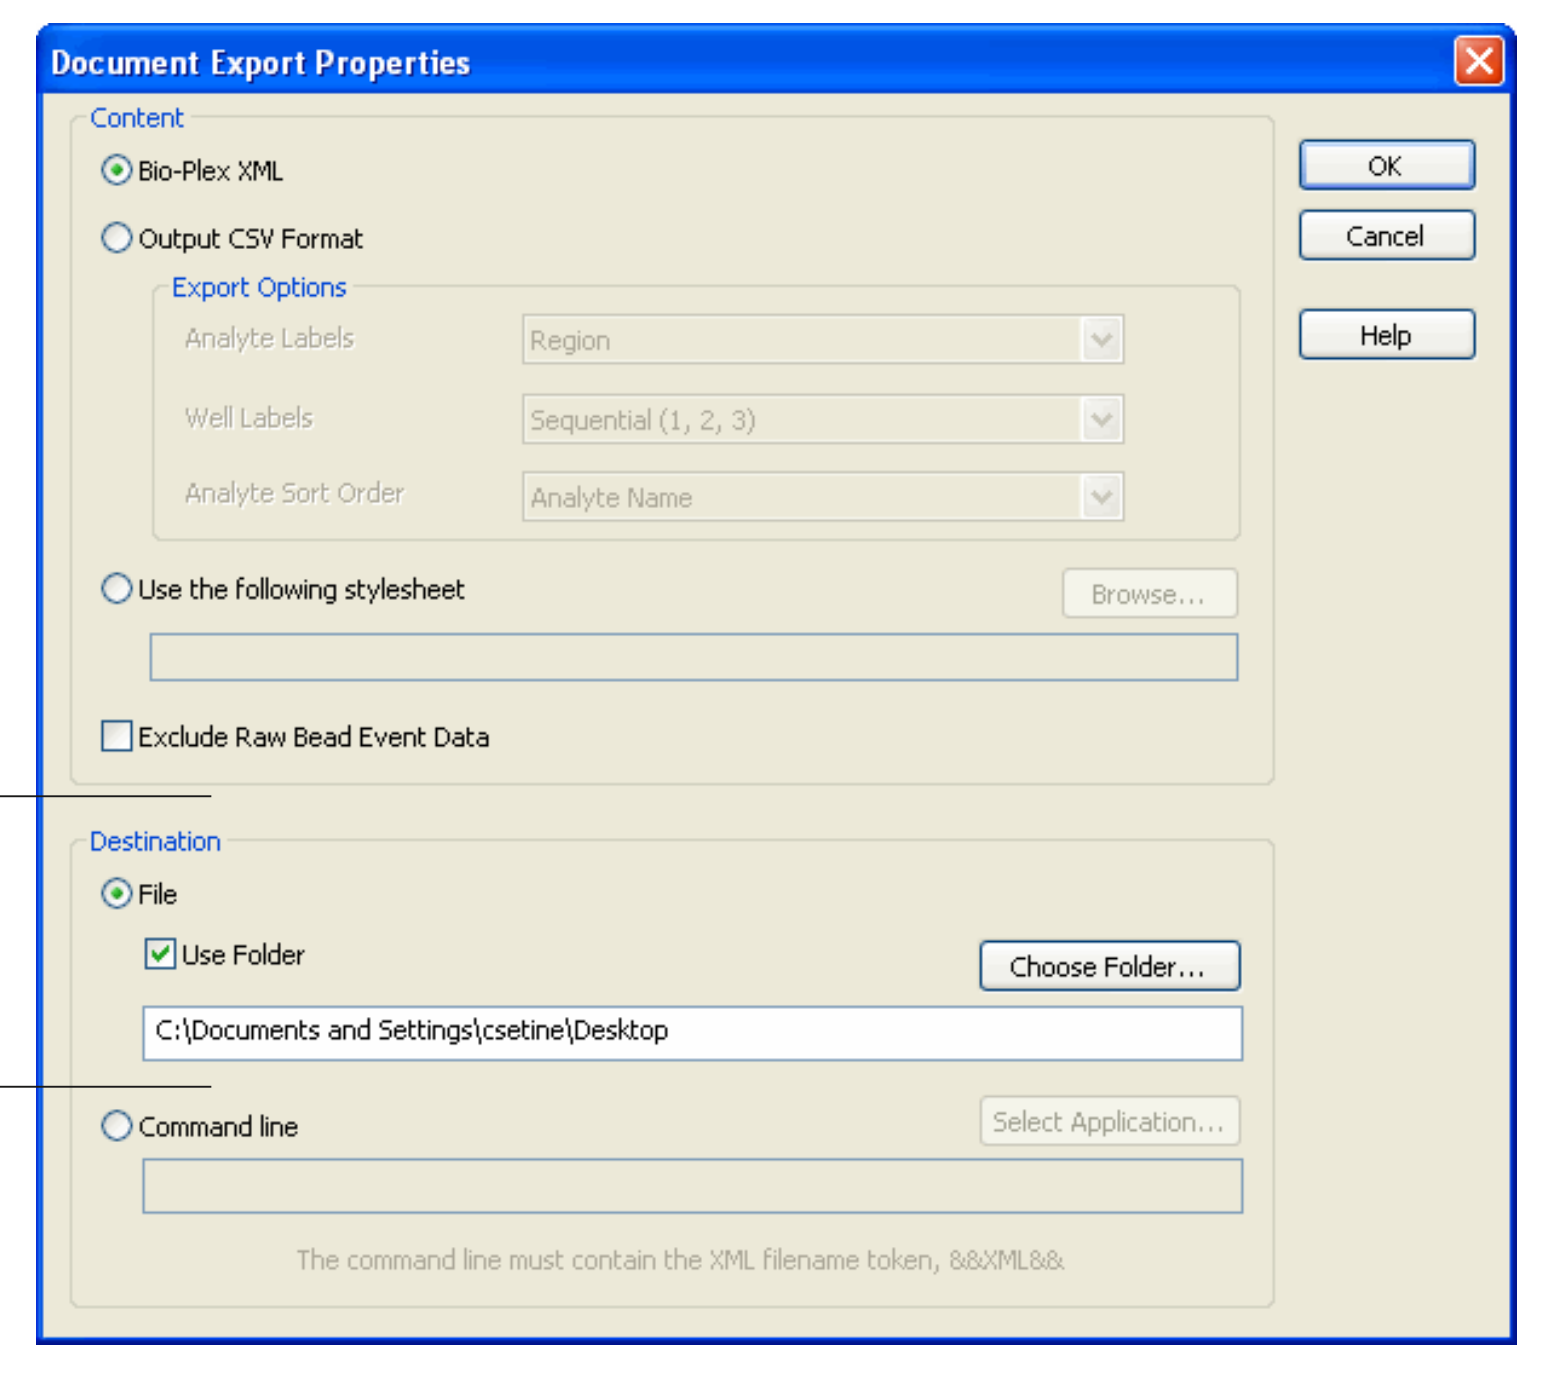 Document Export Properties
Content
Bio-Plex XML
OK
Output CSV Format
Cancel
Export Options
Analyte Labels
Region
Help
Well Labels
Sequential (1, 2, 3)
Analyte Sort Order
Analyte Name
Use the following stylesheet
Browse...
Exclude Raw Bead Event Data
Destination
File
Use Folder
Choose Folder...
C:\Documents and Settings\csetine\Desktop
Command line
Select Application...
The command line must contain the XML filename token, &&XML&&